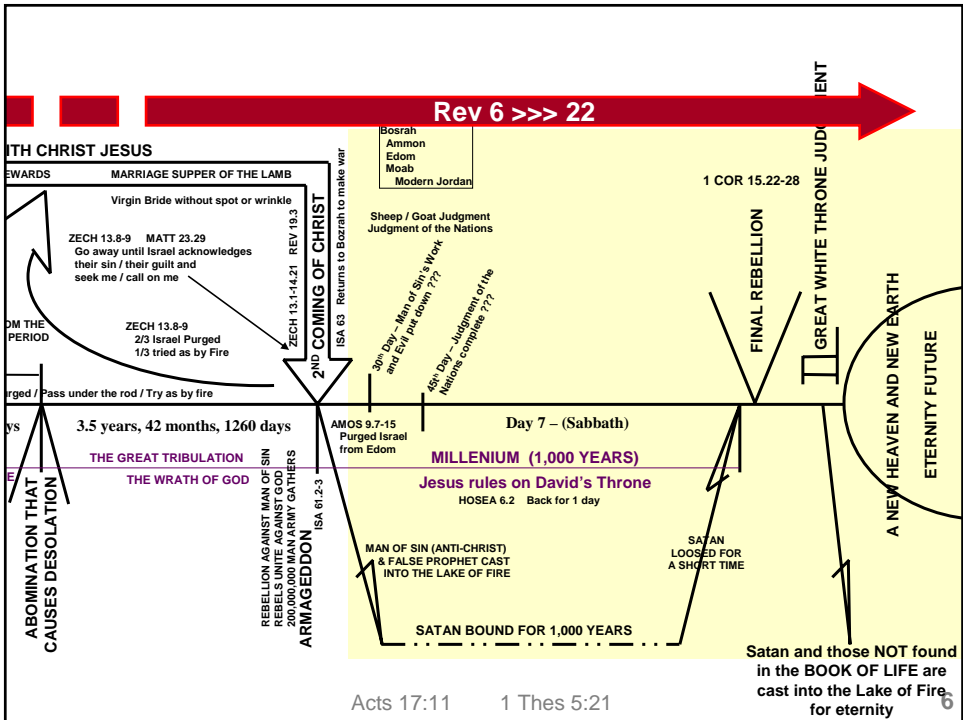 Rev 6 >>> 22
ITH CHRIST JESUS
EWARDS MARRIAGE SUPPER OF THE LAMB
Virgin Bride without spot or wrinkle
ZECH 13.8-9 MATT 23.29
Go away until Israel acknowledges
their sin / their guilt and
seek me / call on me
OM THE
PERIOD
ZECH 13.8-9
2/3 Israel Purged
1/3 tried as by Fire
urged / Pass under the rod / Try as by fire
ZECH 13.1-14.21 REV 19.3
2ND COMING OF CHRIST
ISA 63 Returns to Bozrah to make war
Bosrah
Ammon
Edom
Moab
Modern Jordan
Sheep / Goat Judgment
Judgment of the Nations
30th Day – Man of Sin's Work
and Evil put down ???
45th Day – Judgment of the
Nations complete ???
1 COR 15.22-28
FINAL REBELLION
GREAT WHITE THRONE JUDGMENT
A NEW HEAVEN AND NEW EARTH
ETERNITY FUTURE
ys 3.5 years, 42 months, 1260 days
AMOS 9.7-15
Purged Israel
from Edom
Day 7 – (Sabbath)
THE GREAT TRIBULATION
E THE WRATH OF GOD
MILLENIUM (1,000 YEARS)
Jesus rules on David's Throne
HOSEA 6.2 Back for 1 day
ABOMINATION THAT
CAUSES DESOLATION
REBELLION AGAINST MAN OF SIN
REBELS UNITE AGAINST GOD
200,000,000 MAN ARMY GATHERS
ARMAGEDDON
ISA 61.2-3
MAN OF SIN (ANTI-CHRIST)
& FALSE PROPHET CAST
INTO THE LAKE OF FIRE
SATAN
LOOSED FOR
A SHORT TIME
SATAN BOUND FOR 1,000 YEARS
Satan and those NOT found
in the BOOK OF LIFE are
cast into the Lake of Fire
for eternity
Acts 17:11 1 Thes 5:21
6